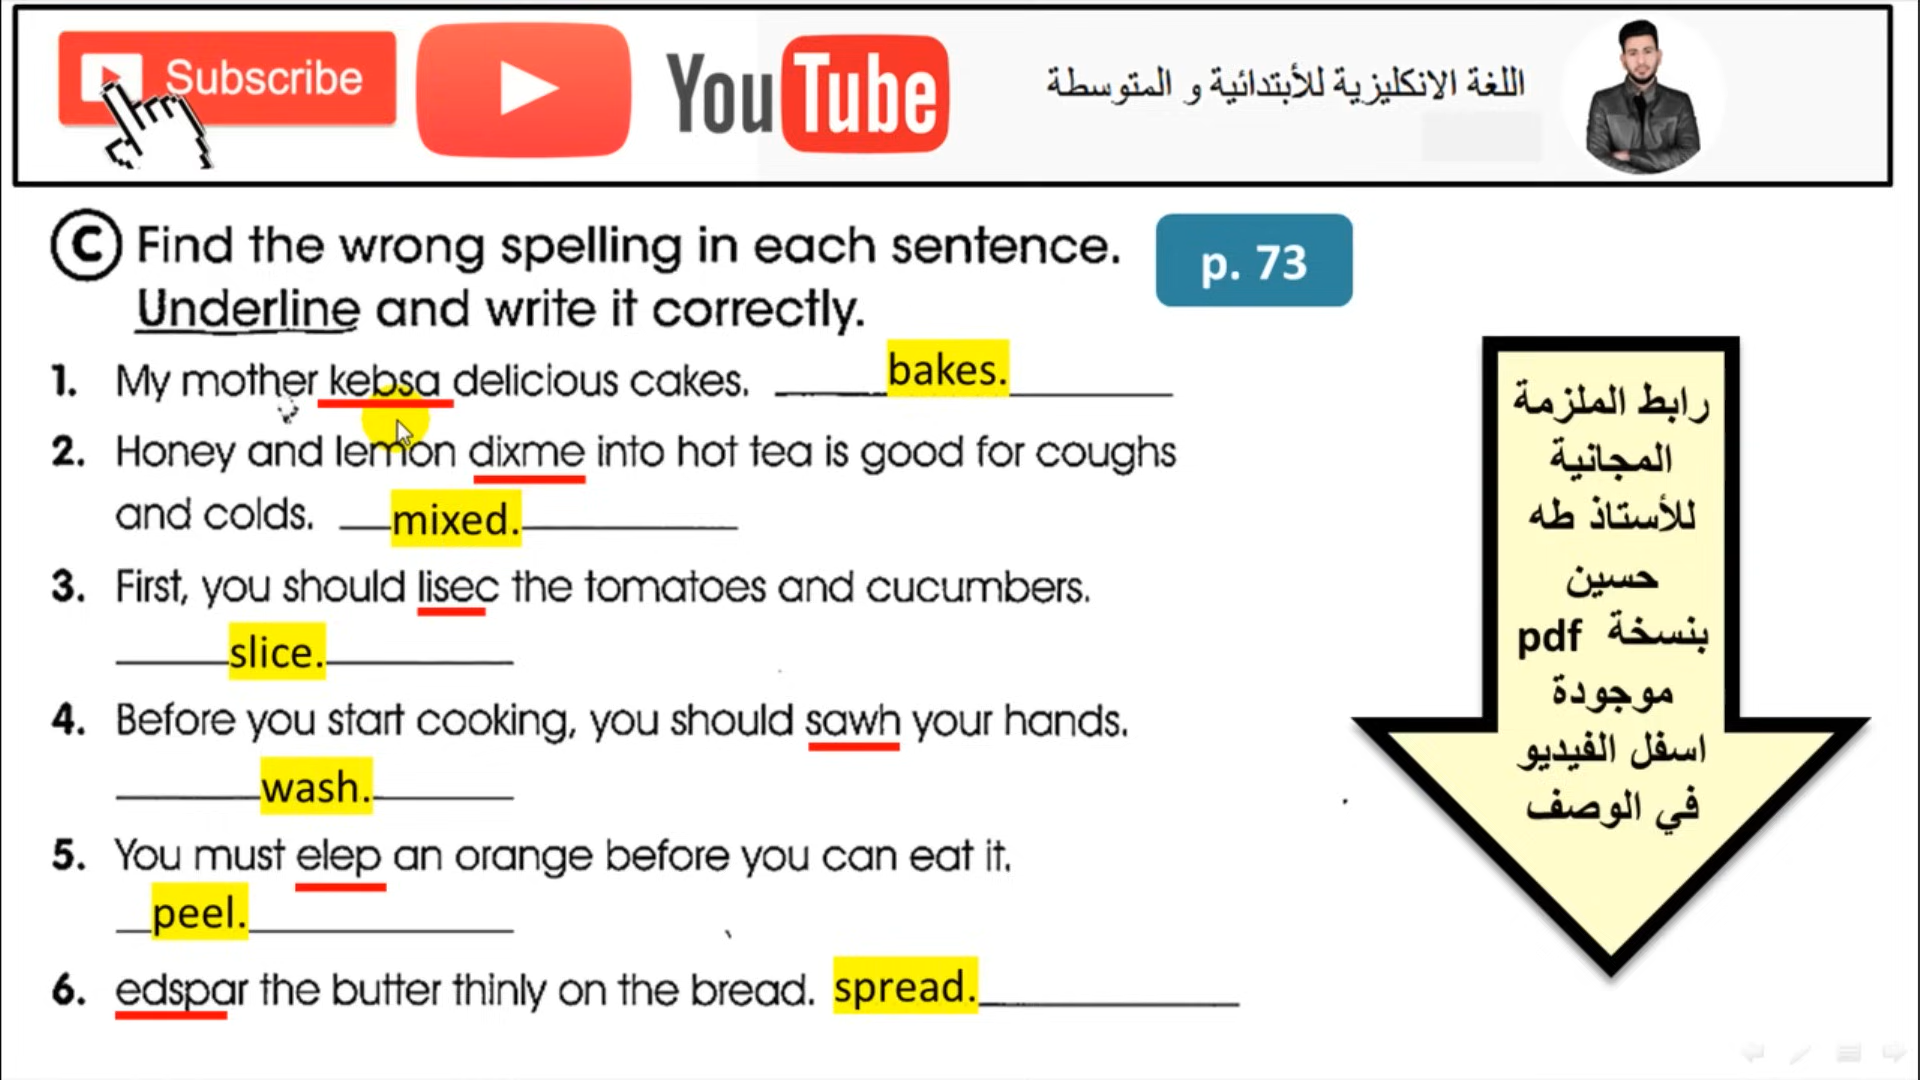 Subscribe
YouTube
اللغة الانكليزية للأبتدائية و المتوسطة
C Find the wrong spelling in each sentence.
Underline and write it correctly.
p. 73
1. My mother kebsa delicious cakes. bakes.
2. Honey and lemon dixme into hot tea is good for coughs
and colds. mixed.
3. First, you should lisec the tomatoes and cucumbers.
slice.
4. Before you start cooking, you should sawh your hands.
wash.
5. You must elep an orange before you can eat it.
peel.
6. edspar the butter thinly on the bread. spread.
رابط الملزمة
المجانية
للأستاذ طه
حسين
بنسخة pdf
موجودة
اسفل الفيديو
في الوصف